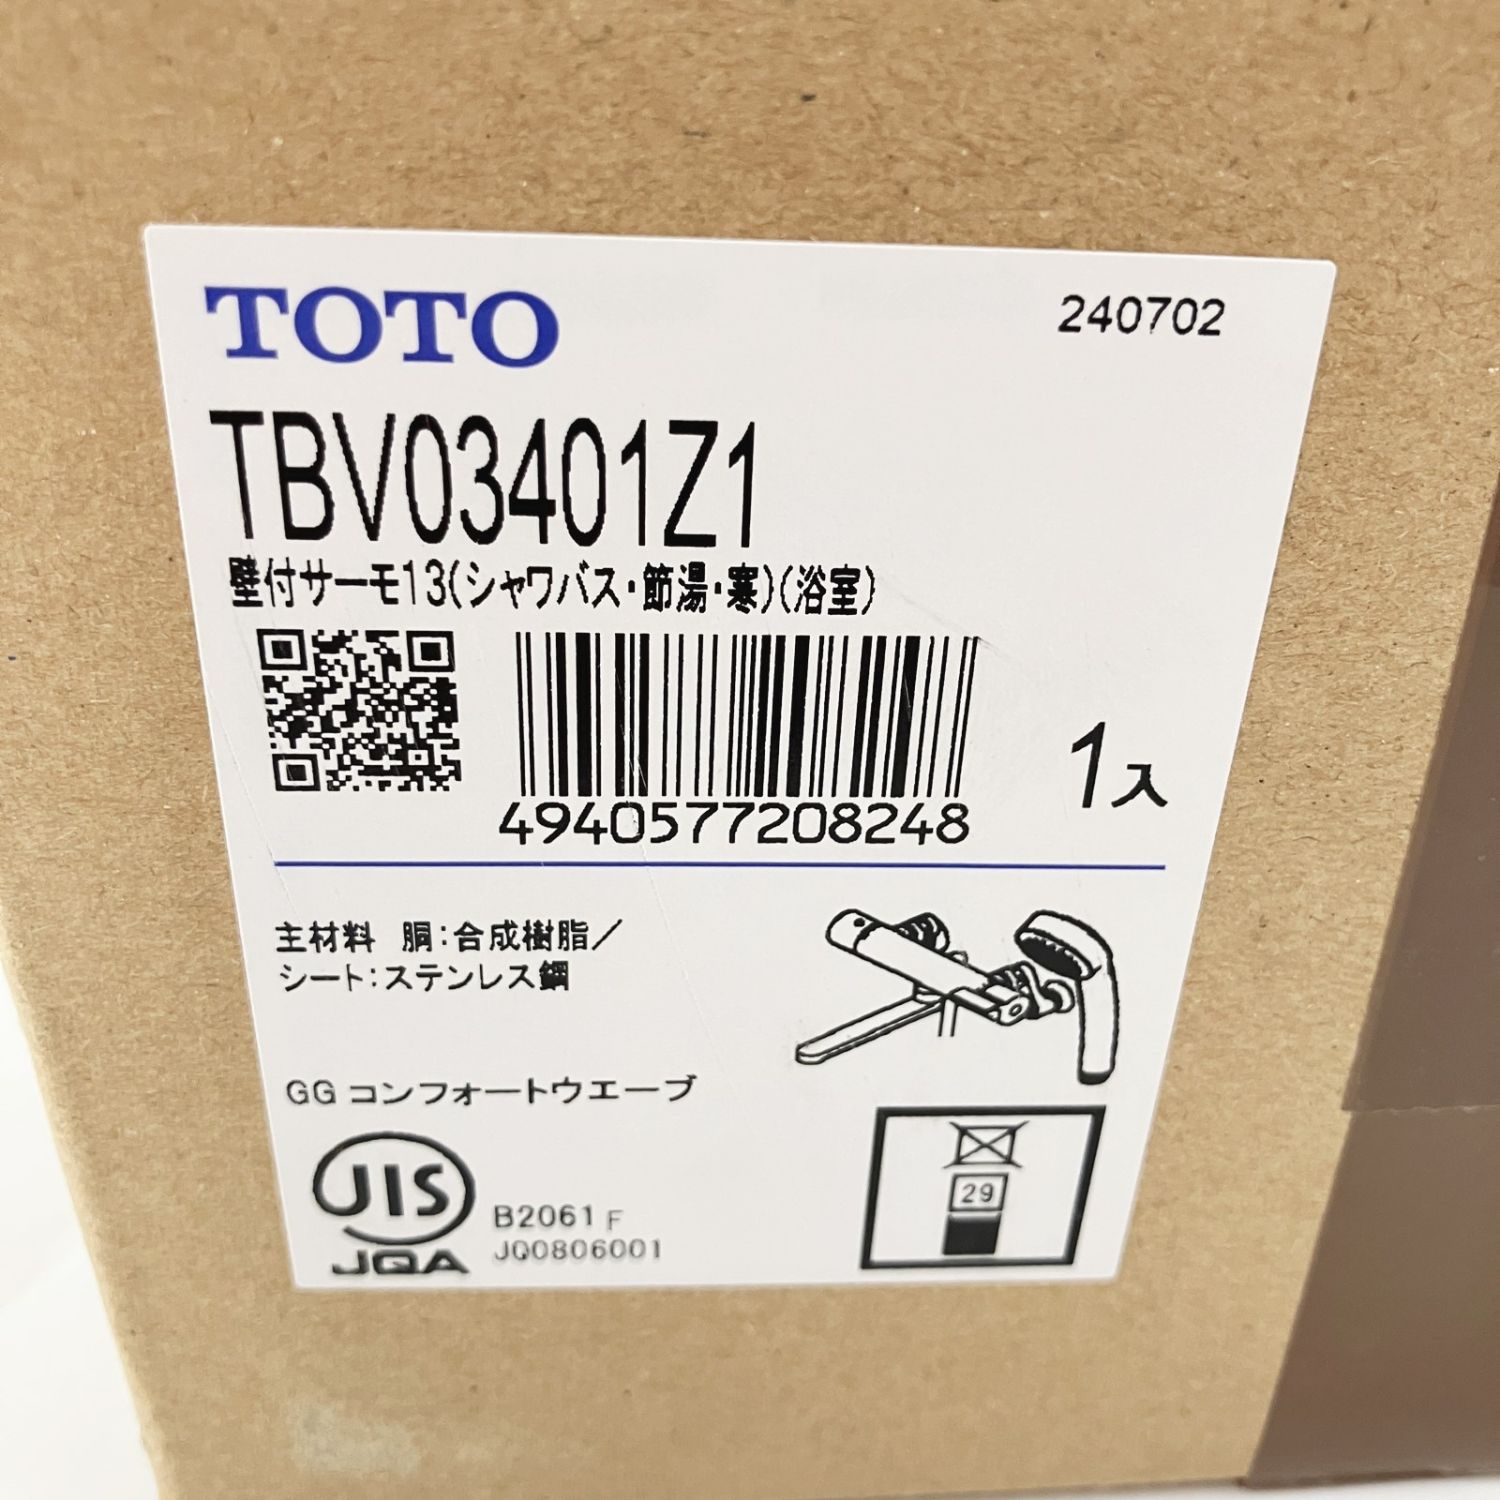 TOTO
240702
TBV03401Z1
壁付サーモ13(シャワバス・節湯・寒)(浴室)
4940577208248
1入
主材料 胴:合成樹脂/
シート:ステンレス鋼
GG コンフォートウエーブ
JIS
JQA
B2061 F
JQ0806001
29